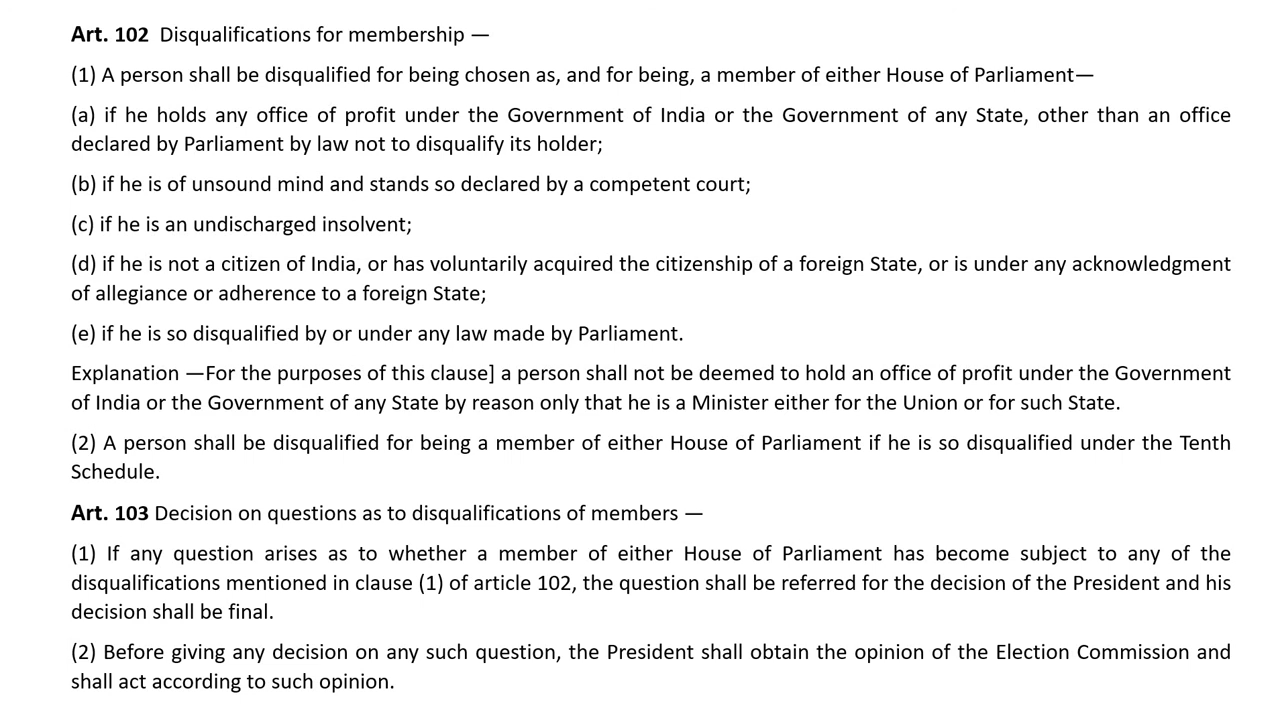 Art. 102 Disqualifications for membership —
(1) A person shall be disqualified for being chosen as, and for being, a member of either House of Parliament—
(a) if he holds any office of profit under the Government of India or the Government of any State, other than an office
declared by Parliament by law not to disqualify its holder;
(b) if he is of unsound mind and stands so declared by a competent court;
(c) if he is an undischarged insolvent;
(d) if he is not a citizen of India, or has voluntarily acquired the citizenship of a foreign State, or is under any acknowledgment
of allegiance or adherence to a foreign State;
(e) if he is so disqualified by or under any law made by Parliament.
Explanation —For the purposes of this clause] a person shall not be deemed to hold an office of profit under the Government
of India or the Government of any State by reason only that he is a Minister either for the Union or for such State.
(2) A person shall be disqualified for being a member of either House of Parliament if he is so disqualified under the Tenth
Schedule.
Art. 103 Decision on questions as to disqualifications of members —
(1) If any question arises as to whether a member of either House of Parliament has become subject to any of the
disqualifications mentioned in clause (1) of article 102, the question shall be referred for the decision of the President and his
decision shall be final.
(2) Before giving any decision on any such question, the President shall obtain the opinion of the Election Commission and
shall act according to such opinion.